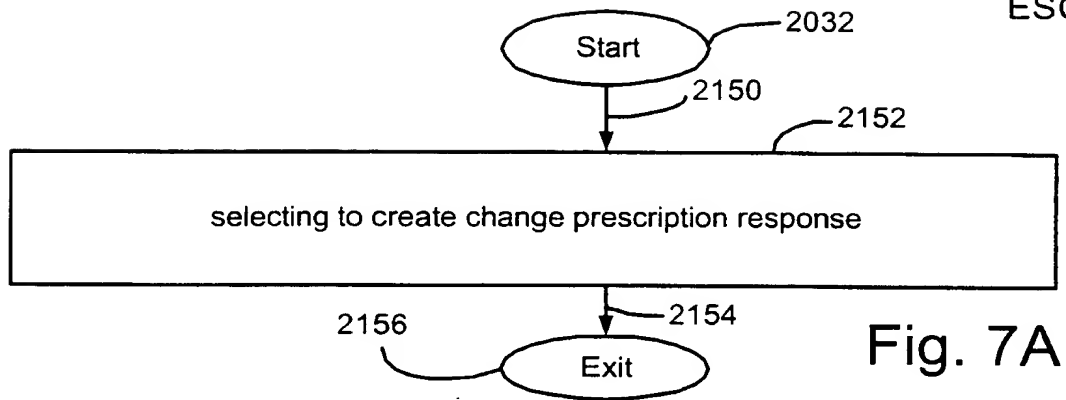 Start
2032
2150
2152
selecting to create change prescription response
2154
2156
Exit
Fig. 7A